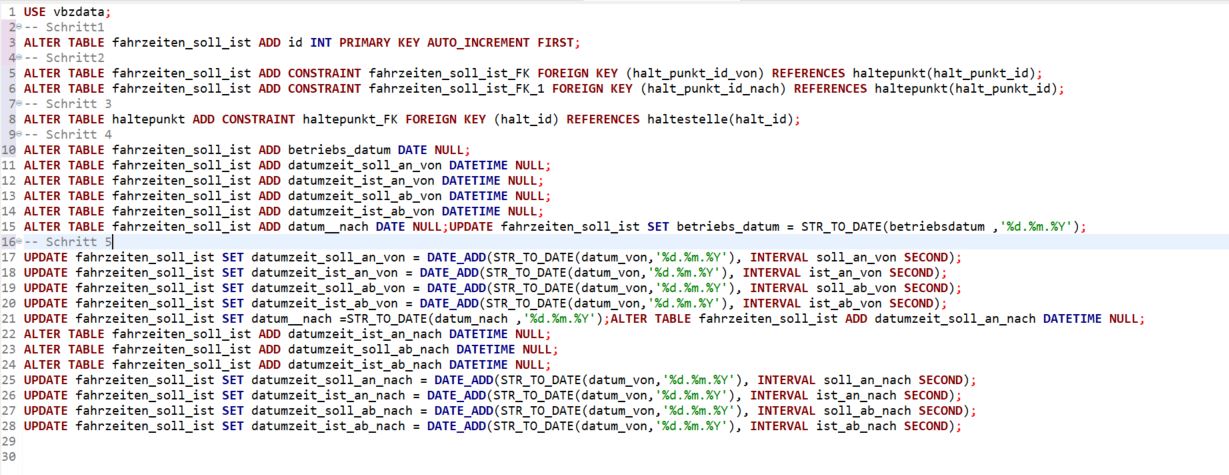 1 USE vbzdata;
2 -- Schritt1
3 ALTER TABLE fahrzeiten_soll_ist ADD id INT PRIMARY KEY AUTO_INCREMENT FIRST;
4 -- Schritt2
5 ALTER TABLE fahrzeiten_soll_ist ADD CONSTRAINT fahrzeiten_soll_ist_FK FOREIGN KEY (halt_punkt_id_von) REFERENCES haltepunkt(halt_punkt_id);
6 ALTER TABLE fahrzeiten_soll_ist ADD CONSTRAINT fahrzeiten_soll_ist_FK_1 FOREIGN KEY (halt_punkt_id_nach) REFERENCES haltepunkt(halt_punkt_id);
7 -- Schritt 3
8 ALTER TABLE haltepunkt ADD CONSTRAINT haltepunkt_FK FOREIGN KEY (halt_id) REFERENCES haltestelle(halt_id);
9 -- Schritt 4
10 ALTER TABLE fahrzeiten_soll_ist ADD betriebs_datum DATE NULL;
11 ALTER TABLE fahrzeiten_soll_ist ADD datumzeit_soll_an_von DATETIME NULL;
12 ALTER TABLE fahrzeiten_soll_ist ADD datumzeit_ist_an_von DATETIME NULL;
13 ALTER TABLE fahrzeiten_soll_ist ADD datumzeit_soll_ab_von DATETIME NULL;
14 ALTER TABLE fahrzeiten_soll_ist ADD datumzeit_ist_ab_von DATETIME NULL;
15 ALTER TABLE fahrzeiten_soll_ist ADD datum__nach DATE NULL;UPDATE fahrzeiten_soll_ist SET betriebs_datum = STR_TO_DATE(betriebsdatum ,'%d.%m.%Y');
16 -- Schritt 5
17 UPDATE fahrzeiten_soll_ist SET datumzeit_soll_an_von = DATE_ADD(STR_TO_DATE(datum_von,'%d.%m.%Y'), INTERVAL soll_an_von SECOND);
18 UPDATE fahrzeiten_soll_ist SET datumzeit_ist_an_von = DATE_ADD(STR_TO_DATE(datum_von,'%d.%m.%Y'), INTERVAL ist_an_von SECOND);
19 UPDATE fahrzeiten_soll_ist SET datumzeit_soll_ab_von = DATE_ADD(STR_TO_DATE(datum_von,'%d.%m.%Y'), INTERVAL soll_ab_von SECOND);
20 UPDATE fahrzeiten_soll_ist SET datumzeit_ist_ab_von = DATE_ADD(STR_TO_DATE(datum_von,'%d.%m.%Y'), INTERVAL ist_ab_von SECOND);
21 UPDATE fahrzeiten_soll_ist SET datum__nach =STR_TO_DATE(datum_nach ,'%d.%m.%Y');ALTER TABLE fahrzeiten_soll_ist ADD datumzeit_soll_an_nach DATETIME NULL;
22 ALTER TABLE fahrzeiten_soll_ist ADD datumzeit_ist_an_nach DATETIME NULL;
23 ALTER TABLE fahrzeiten_soll_ist ADD datumzeit_soll_ab_nach DATETIME NULL;
24 ALTER TABLE fahrzeiten_soll_ist ADD datumzeit_ist_ab_nach DATETIME NULL;
25 UPDATE fahrzeiten_soll_ist SET datumzeit_soll_an_nach = DATE_ADD(STR_TO_DATE(datum_von,'%d.%m.%Y'), INTERVAL soll_an_nach SECOND);
26 UPDATE fahrzeiten_soll_ist SET datumzeit_ist_an_nach = DATE_ADD(STR_TO_DATE(datum_von,'%d.%m.%Y'), INTERVAL ist_an_nach SECOND);
27 UPDATE fahrzeiten_soll_ist SET datumzeit_soll_ab_nach = DATE_ADD(STR_TO_DATE(datum_von,'%d.%m.%Y'), INTERVAL soll_ab_nach SECOND);
28 UPDATE fahrzeiten_soll_ist SET datumzeit_ist_ab_nach = DATE_ADD(STR_TO_DATE(datum_von,'%d.%m.%Y'), INTERVAL ist_ab_nach SECOND);
29
30